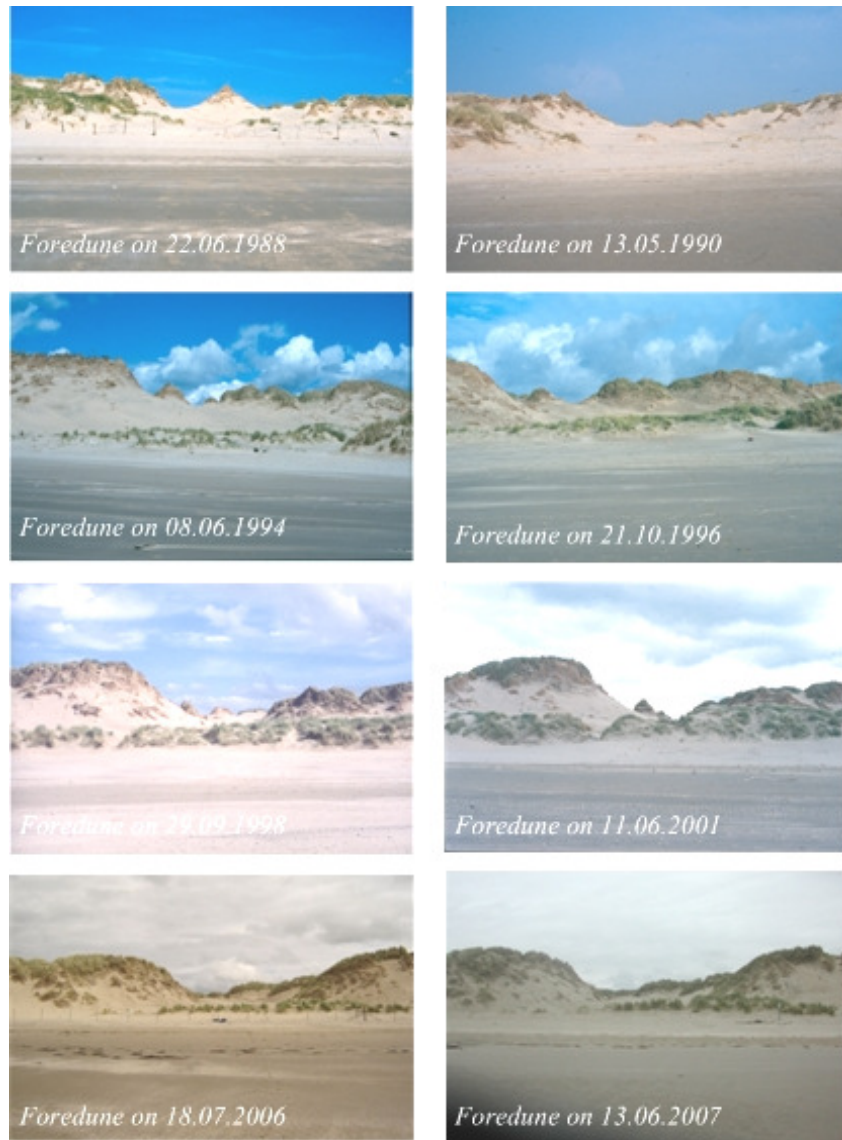 Foredune on 22.06.1988
Foredune on 13.05.1990
Foredune on 08.06.1994
Foredune on 21.10.1996
Foredune on 29.09.1998
Foredune on 11.06.2001
Foredune on 18.07.2006
Foredune on 13.06.2007